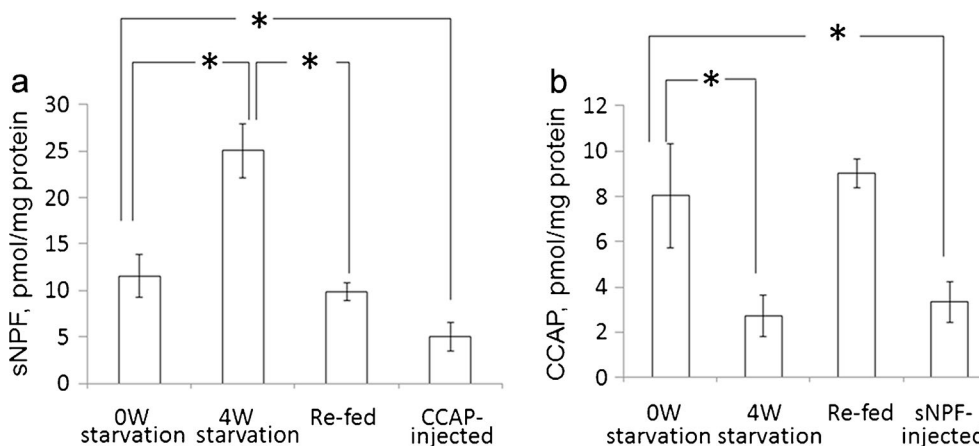 a
sNPF, pmol/mg protein
30
25
20
15
10
5
0
* 
* *
0W starvation
4W starvation
Re-fed
CCAP-injected
b
CCAP, pmol/mg protein
12
10
8
6
4
2
0
*
*
0W starvation
4W starvation
Re-fed
sNPF-injected